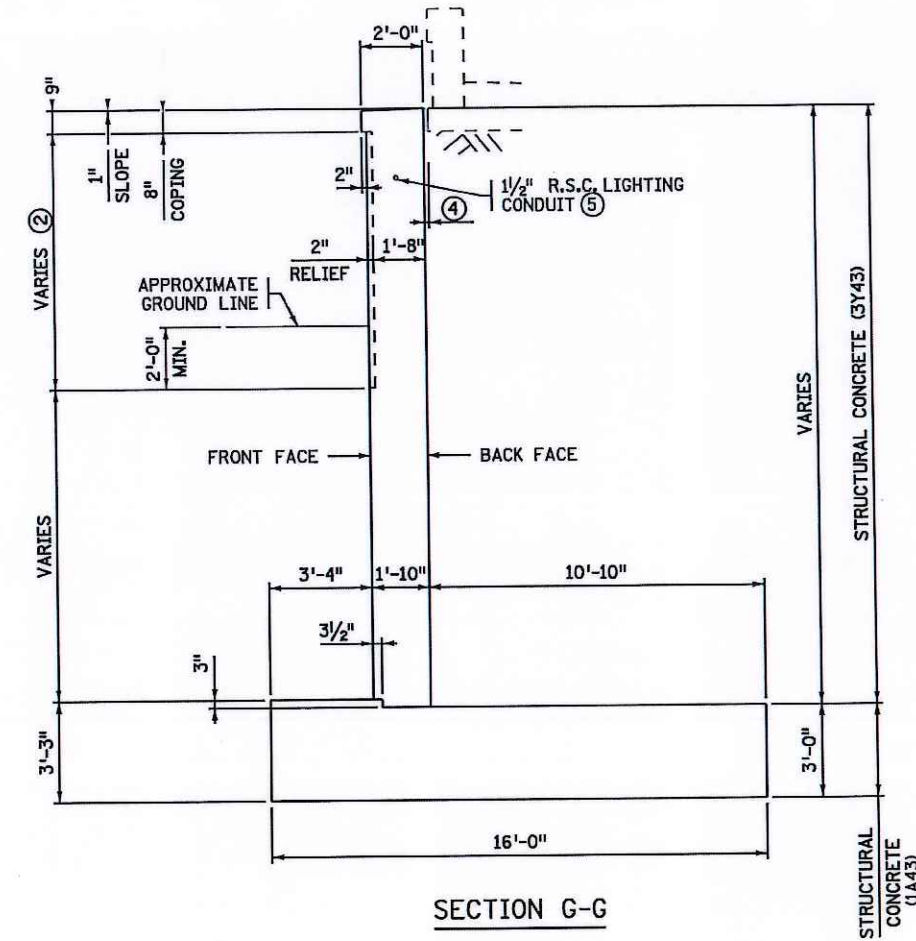 2'-0"
9"
1"
SLOPE
8"
COPING
2"
1½" R.S.C. LIGHTING
CONDUIT ⑤
④
VARIES ②
2"
RELIEF
1'-8"
APPROXIMATE
GROUND LINE
2'-0"
MIN.
VARIES
STRUCTURAL CONCRETE (3Y43)
FRONT FACE
BACK FACE
VARIES
3'-4"
1'-10"
10'-10"
3½"
3"
3'-3"
3'-0"
16'-0"
STRUCTURAL
CONCRETE
(1A43)
SECTION G-G